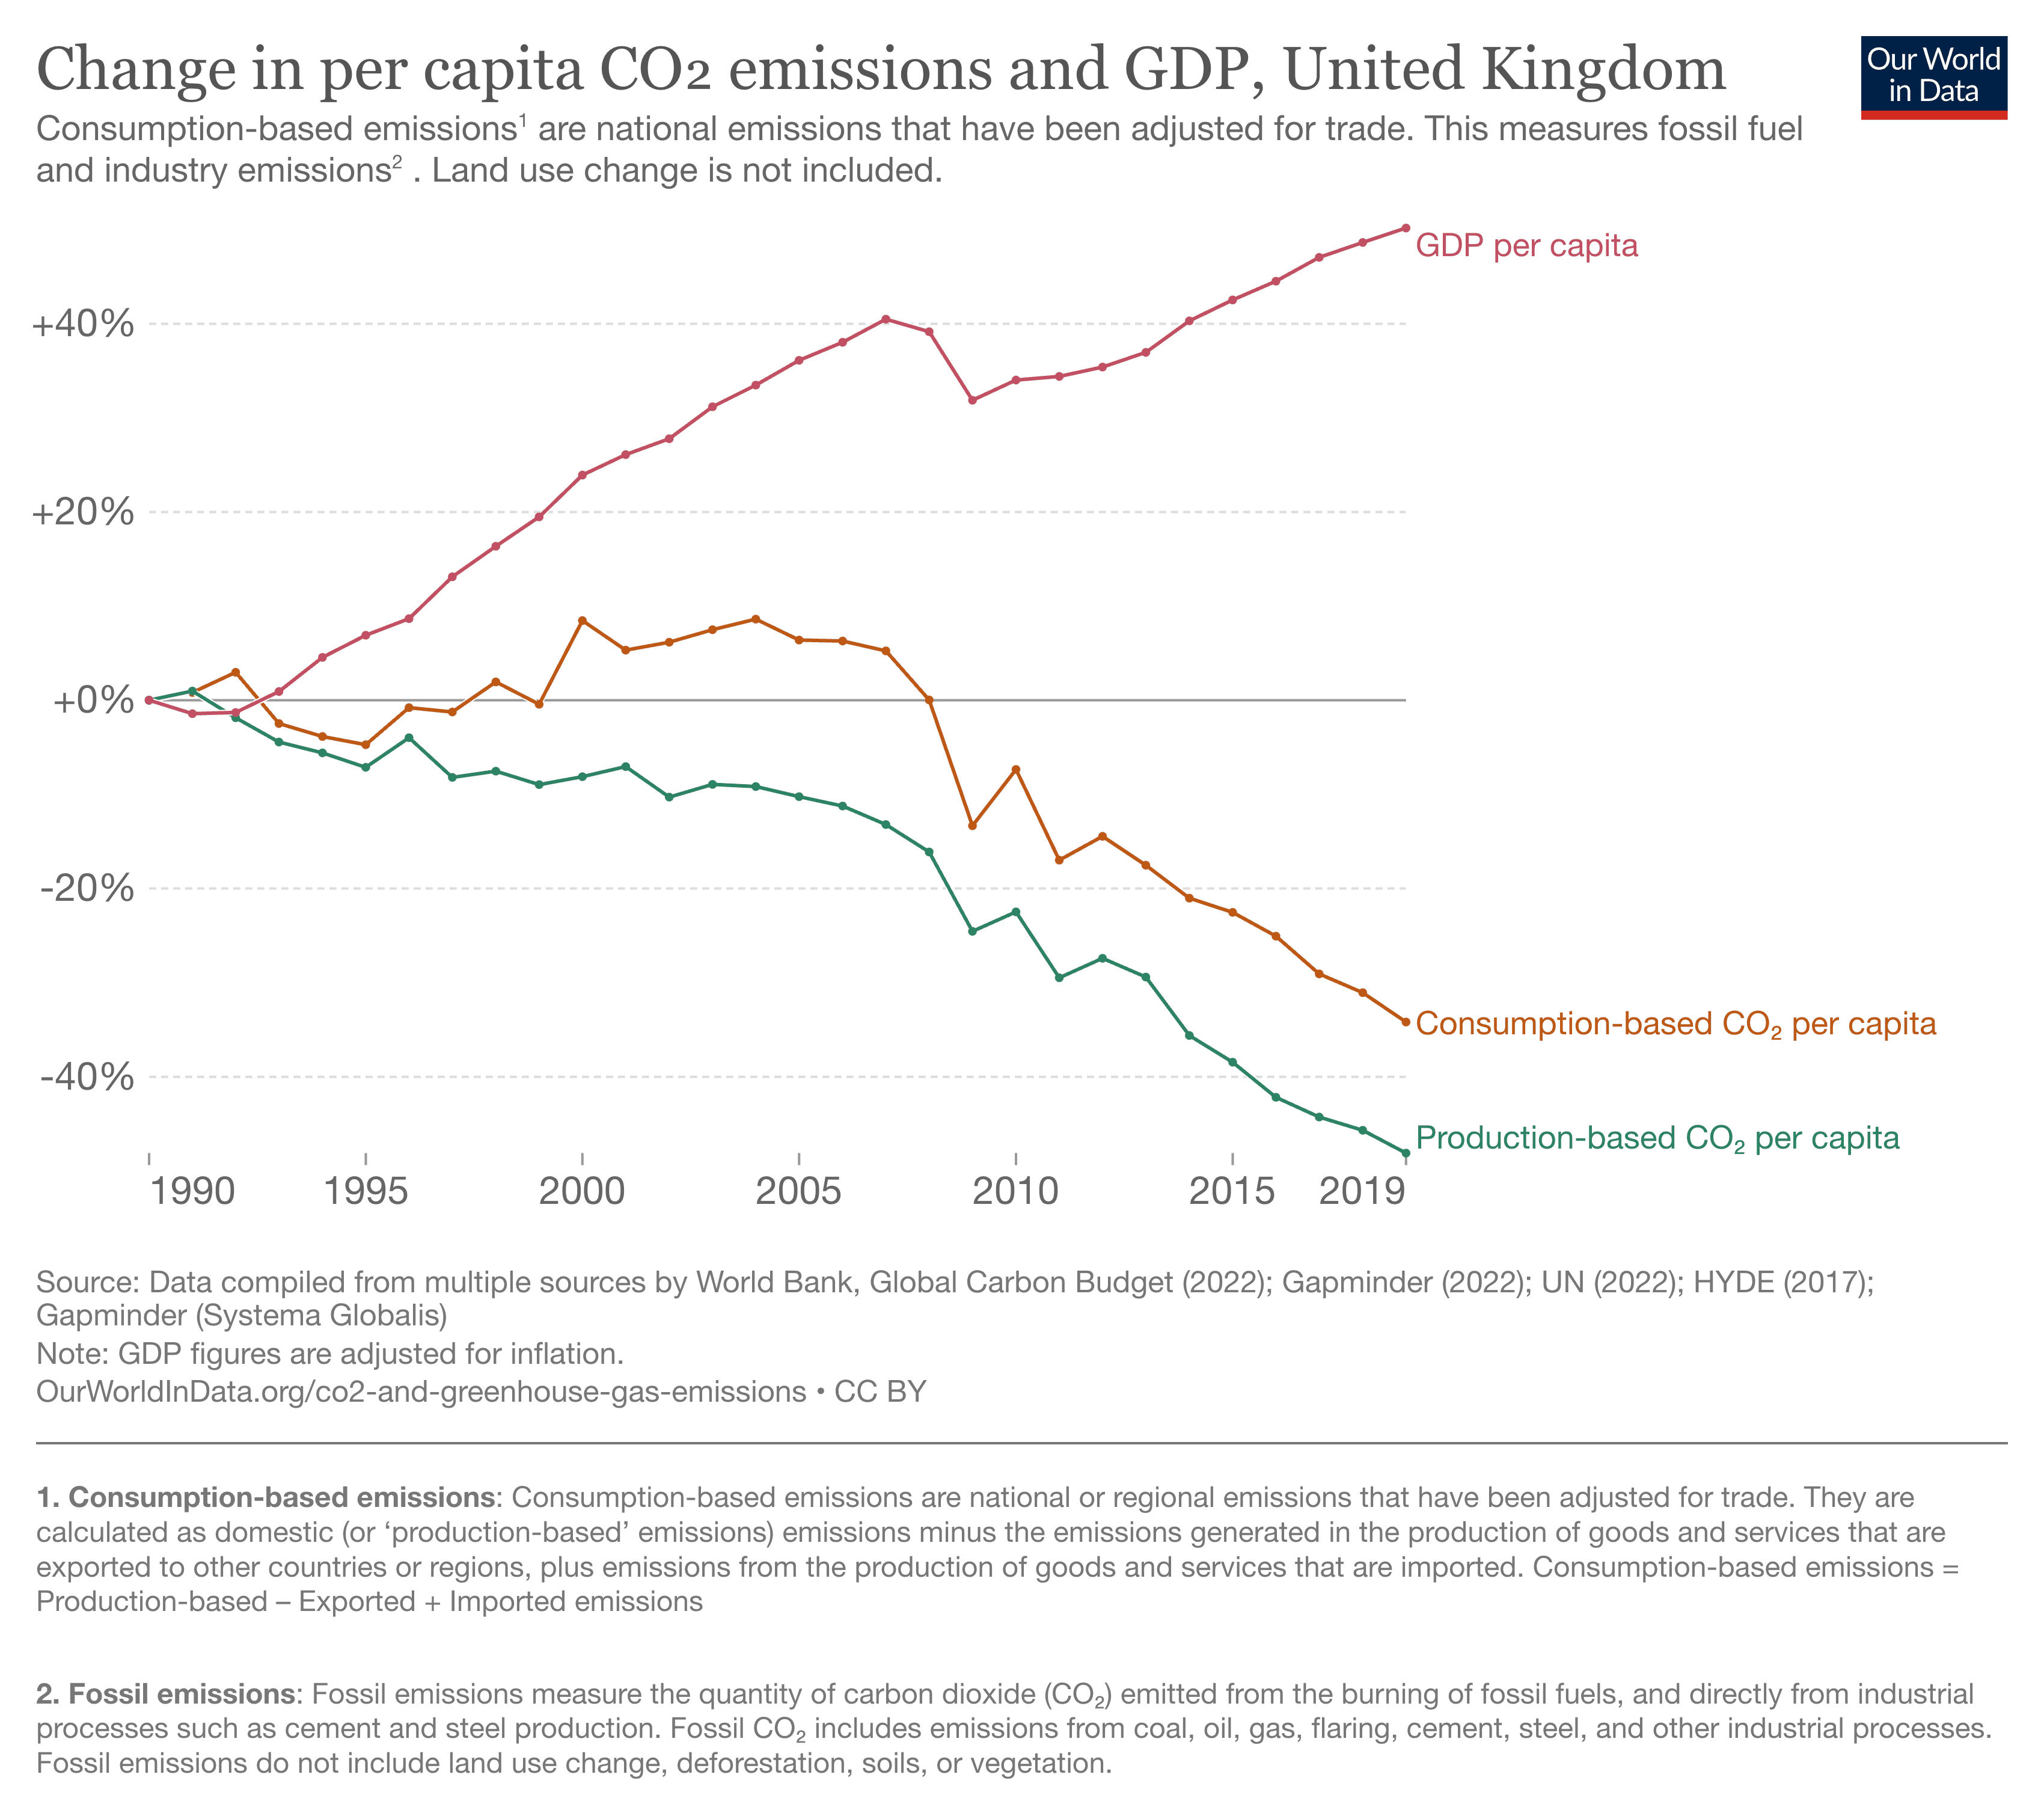 Change in per capita CO2 emissions and GDP, United Kingdom
Our World
in Data
Consumption-based emissions¹ are national emissions that have been adjusted for trade. This measures fossil fuel
and industry emissions² . Land use change is not included.
GDP per capita
+40%
+20%
+0%
-20%
Consumption-based CO₂ per capita
-40%
Production-based CO₂ per capita
1990 1995 2000 2005 2010 2015 2019
Source: Data compiled from multiple sources by World Bank, Global Carbon Budget (2022); Gapminder (2022); UN (2022); HYDE (2017);
Gapminder (Systema Globalis)
Note: GDP figures are adjusted for inflation.
OurWorldInData.org/co2-and-greenhouse-gas-emissions • CC BY
1. Consumption-based emissions: Consumption-based emissions are national or regional emissions that have been adjusted for trade. They are
calculated as domestic (or ‘production-based’ emissions) emissions minus the emissions generated in the production of goods and services that are
exported to other countries or regions, plus emissions from the production of goods and services that are imported. Consumption-based emissions =
Production-based – Exported + Imported emissions
2. Fossil emissions: Fossil emissions measure the quantity of carbon dioxide (CO₂) emitted from the burning of fossil fuels, and directly from industrial
processes such as cement and steel production. Fossil CO₂ includes emissions from coal, oil, gas, flaring, cement, steel, and other industrial processes.
Fossil emissions do not include land use change, deforestation, soils, or vegetation.